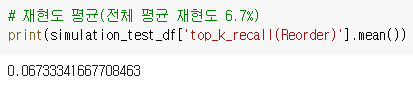 # 재현도 평균(전체 평균 재현도 6.7%)
print(simulation_test_df['top_k_recall(Reorder)'].mean())
0.06733341667708463